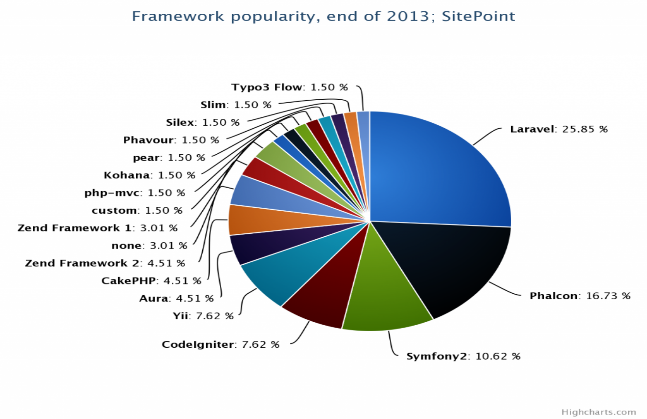 Framework popularity, end of 2013; SitePoint
Typo3 Flow: 1.50 %
Slim: 1.50 %
Silex: 1.50 %
Phavour: 1.50 %
pear: 1.50 %
Kohana: 1.50 %
php-mvc: 1.50 %
custom: 1.50 %
Zend Framework 1: 3.01 %
none: 3.01 %
Zend Framework 2: 4.51 %
CakePHP: 4.51 %
Aura: 4.51 %
Yii: 7.62 %
CodeIgniter: 7.62 %
Laravel: 25.85 %
Phalcon: 16.73 %
Symfony2: 10.62 %
Highcharts.com